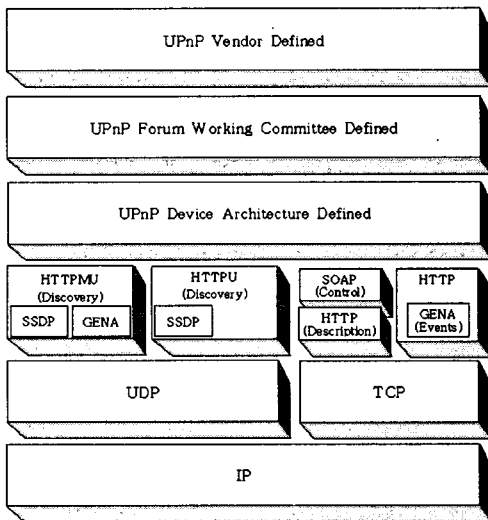 UPnP Vendor Defined
UPnP Forum Working Committee Defined
UPnP Device Architecture Defined
HTTPMU
(Discovery)
SSDP
GENA
HTTPU
(Discovery)
SSDP
SOAP
(Control)
HTTP
(Description)
HTTP
GENA
(Events)
UDP
TCP
IP